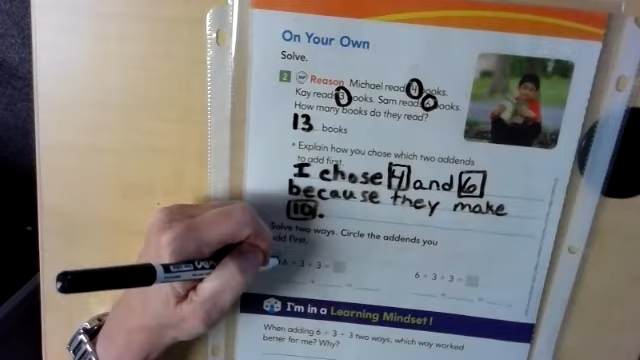 On Your Own
Solve.
2 Reason Michael read 4 books.
Kay read 3 books. Sam read 6 books.
How many books do they read?
13 books
• Explain how you chose which two addends
to add first.
I chose 4 and 6
because they make
10.
Solve two ways. Circle the addends you
add first.
6 + 3 + 3 =
6 + 3 + 3 =
+ =
+ =
I'm in a Learning Mindset!
When adding 6 + 3 + 3 two ways, which way worked
better for me? Why?